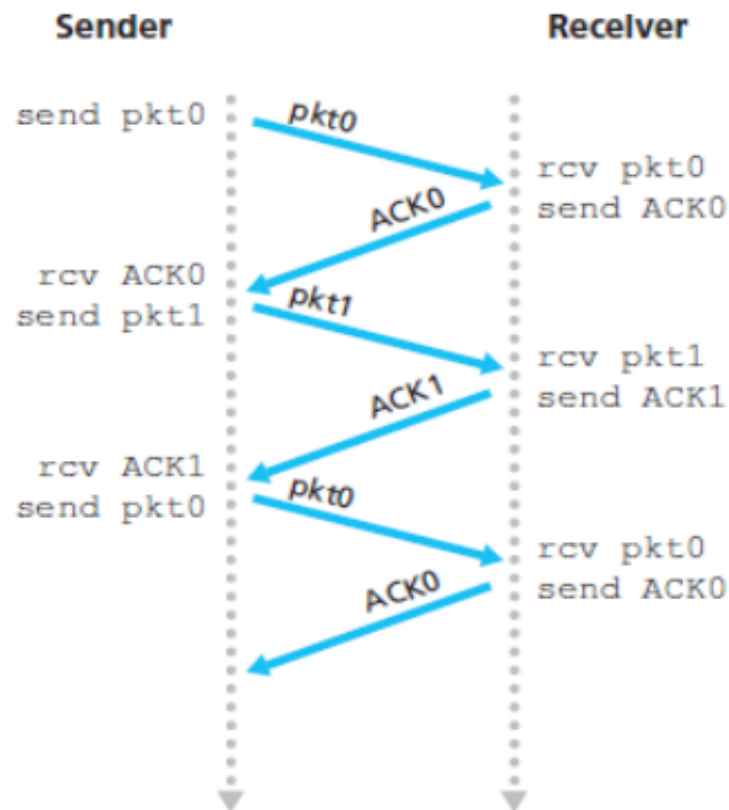 Sender
Receiver
send pkt0
pkt0
rcv pkt0
send ACK0
ACK0
rcv ACK0
send pkt1
pkt1
rcv pkt1
send ACK1
ACK1
rcv ACK1
send pkt0
pkt0
rcv pkt0
send ACK0
ACK0